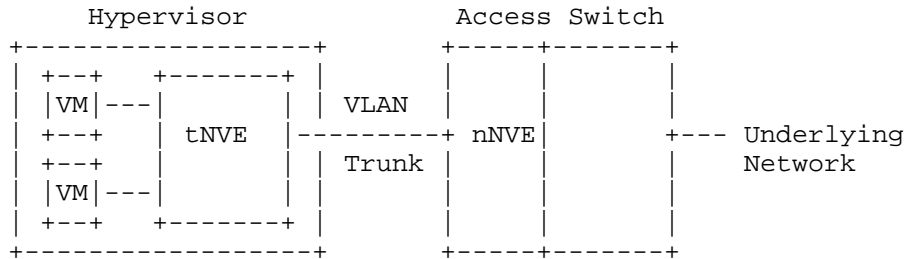 Hypervisor Access Switch
VM VLAN
tNVE nNVE Underlying
Trunk Network
VM